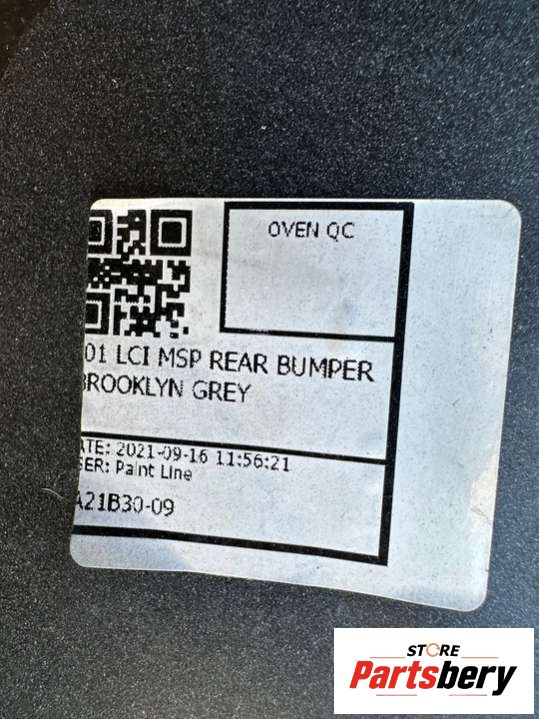 OVEN QC
01 LCI MSP REAR BUMPER
BROOKLYN GREY
ATE: 2021-09-16 11:56:21
SER: Paint Line
A21B30-09
STORE
Partsbery